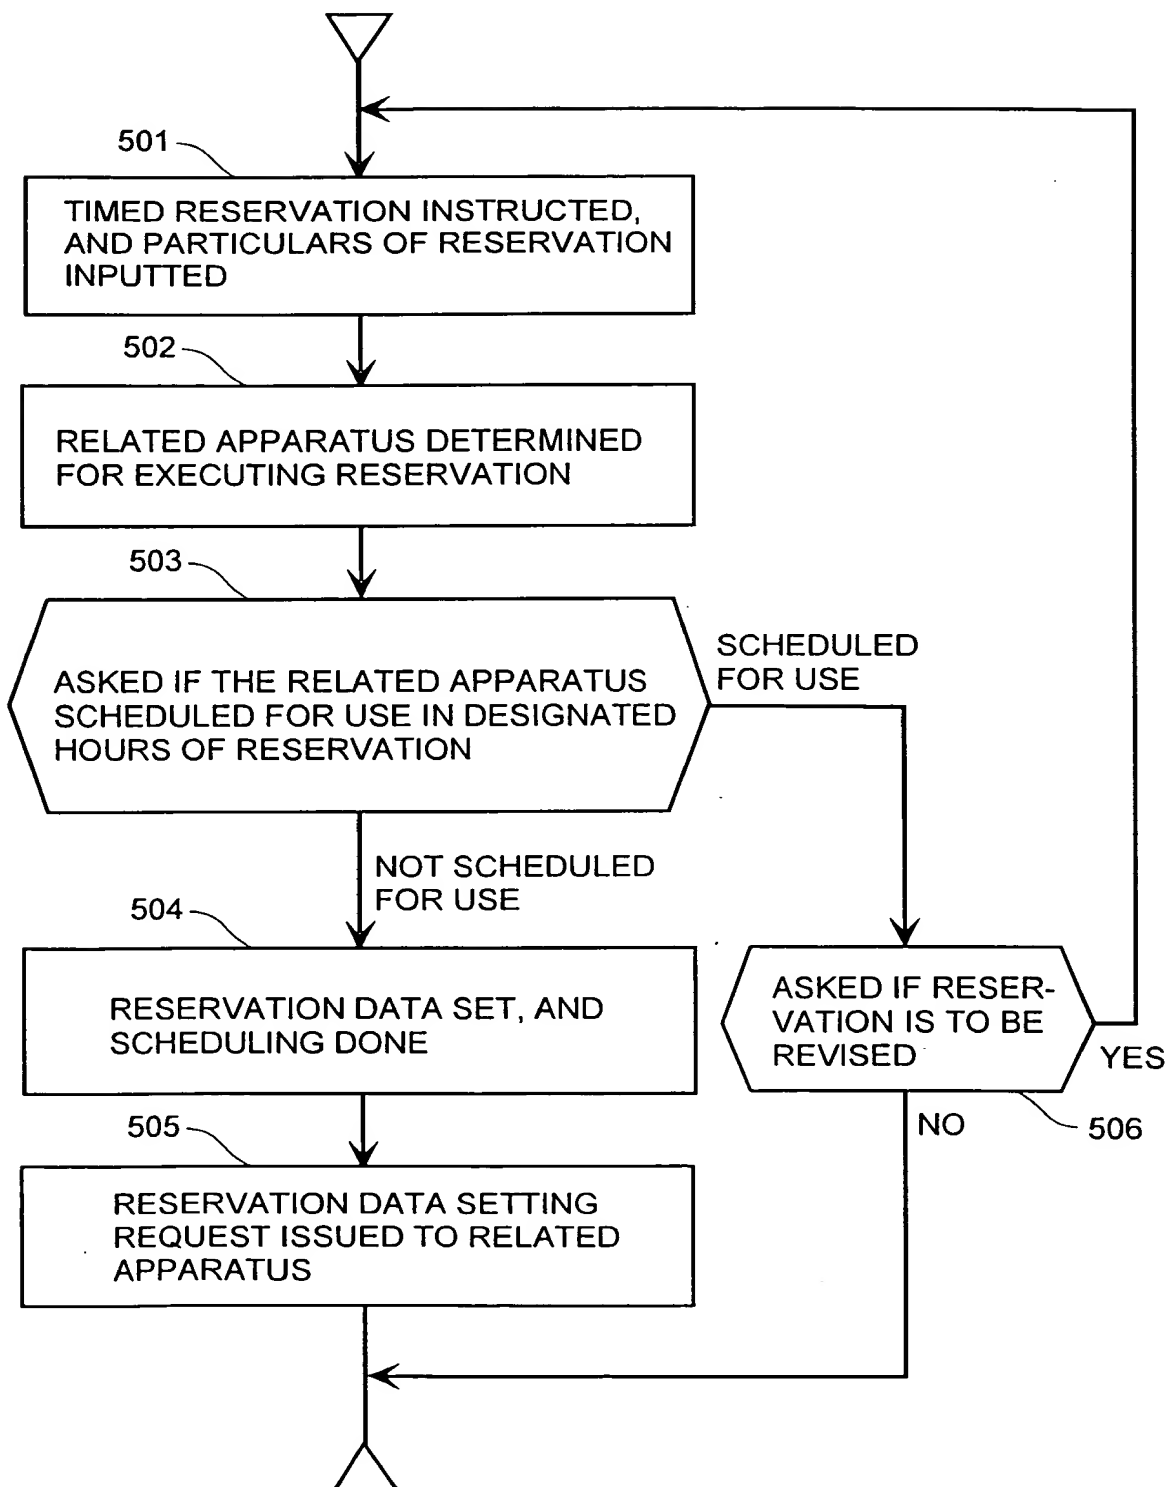 501
TIMED RESERVATION INSTRUCTED,
AND PARTICULARS OF RESERVATION
INPUTTED
502
RELATED APPARATUS DETERMINED
FOR EXECUTING RESERVATION
503
ASKED IF THE RELATED APPARATUS
SCHEDULED FOR USE IN DESIGNATED
HOURS OF RESERVATION
SCHEDULED
FOR USE
NOT SCHEDULED
FOR USE
504
RESERVATION DATA SET, AND
SCHEDULING DONE
ASKED IF RESER-
VATION IS TO BE
REVISED
YES
NO
506
505
RESERVATION DATA SETTING
REQUEST ISSUED TO RELATED
APPARATUS